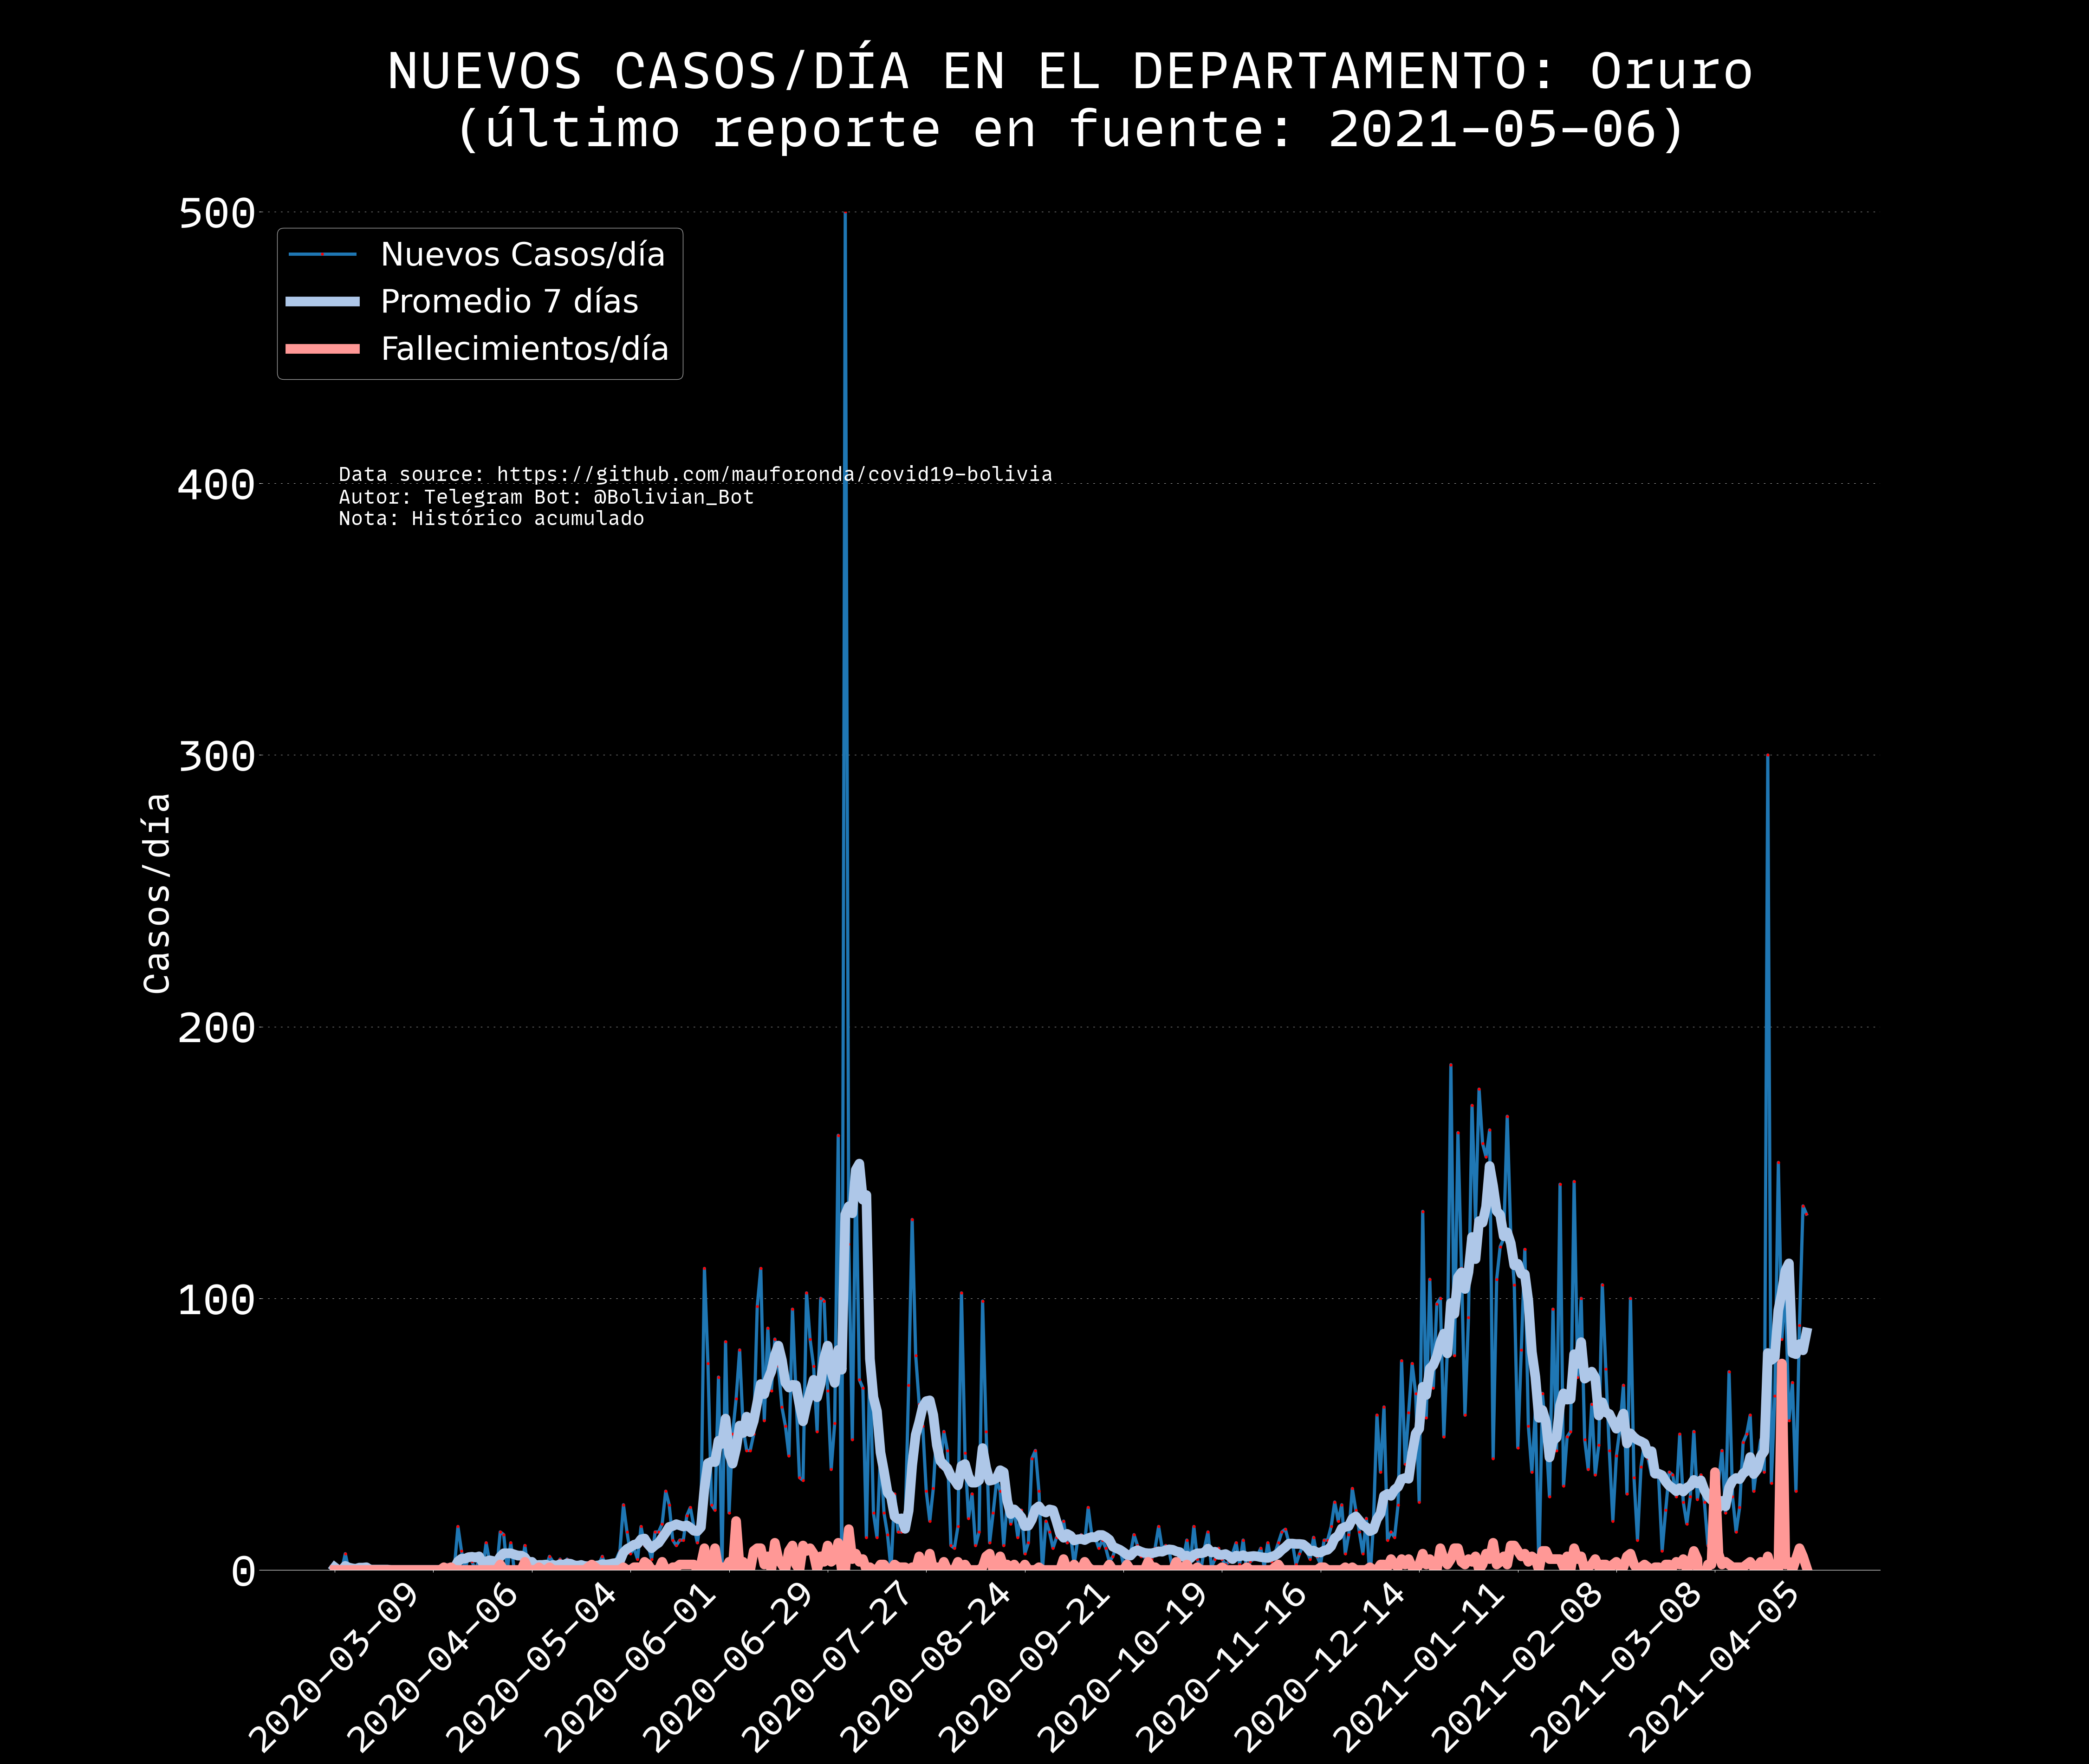 NUEVOS CASOS/DÍA EN EL DEPARTAMENTO: Oruro
(último reporte en fuente: 2021-05-06)
500
400
300
200
100
0
Casos/día
Nuevos Casos/día
Promedio 7 días
Fallecimientos/día
Data source: https://github.com/mauforonda/covid19-bolivia
Autor: Telegram Bot: @Bolivian_Bot
Nota: Histórico acumulado
2020-03-09
2020-04-06
2020-05-04
2020-06-01
2020-06-29
2020-07-27
2020-08-24
2020-09-21
2020-10-19
2020-11-16
2020-12-14
2021-01-11
2021-02-08
2021-03-08
2021-04-05